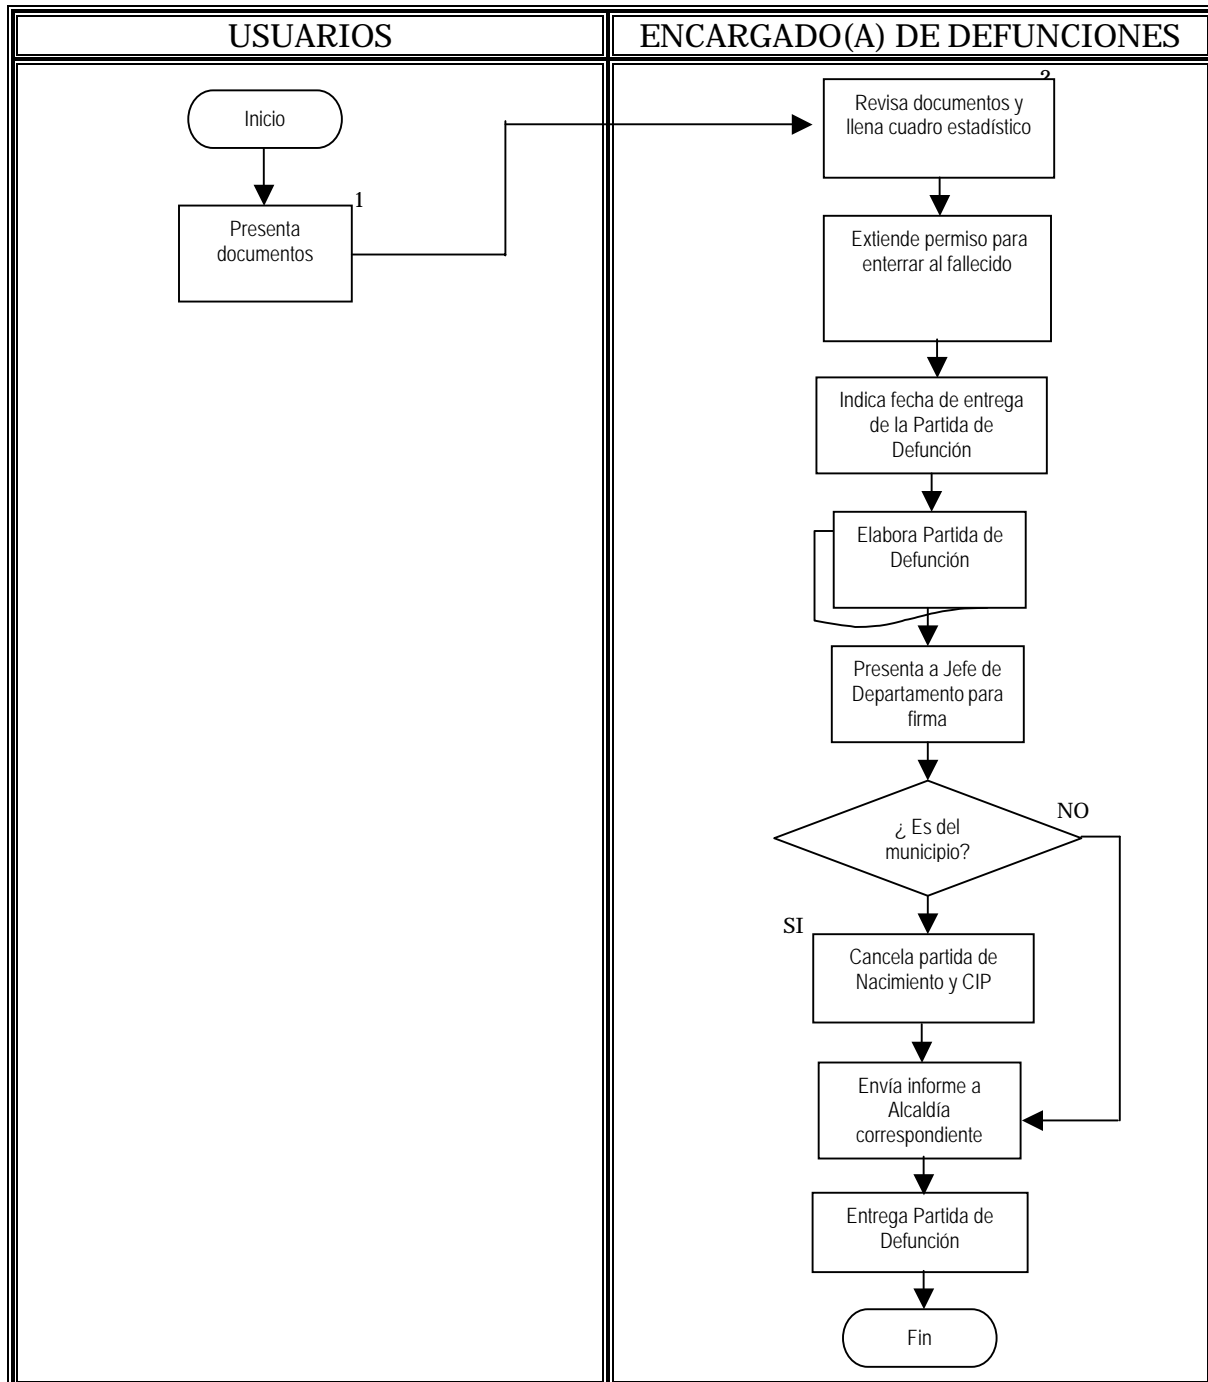 USUARIOS
ENCARGADO(A) DE DEFUNCIONES
Inicio
1
Presenta
documentos
2
Revisa documentos y
llena cuadro estadístico
Extiende permiso para
enterrar al fallecido
Indica fecha de entrega
de la Partida de
Defunción
Elabora Partida de
Defunción
Presenta a Jefe de
Departamento para
firma
¿ Es del
municipio?
NO
SI
Cancela partida de
Nacimiento y CIP
Envía informe a
Alcaldía
correspondiente
Entrega Partida de
Defunción
Fin